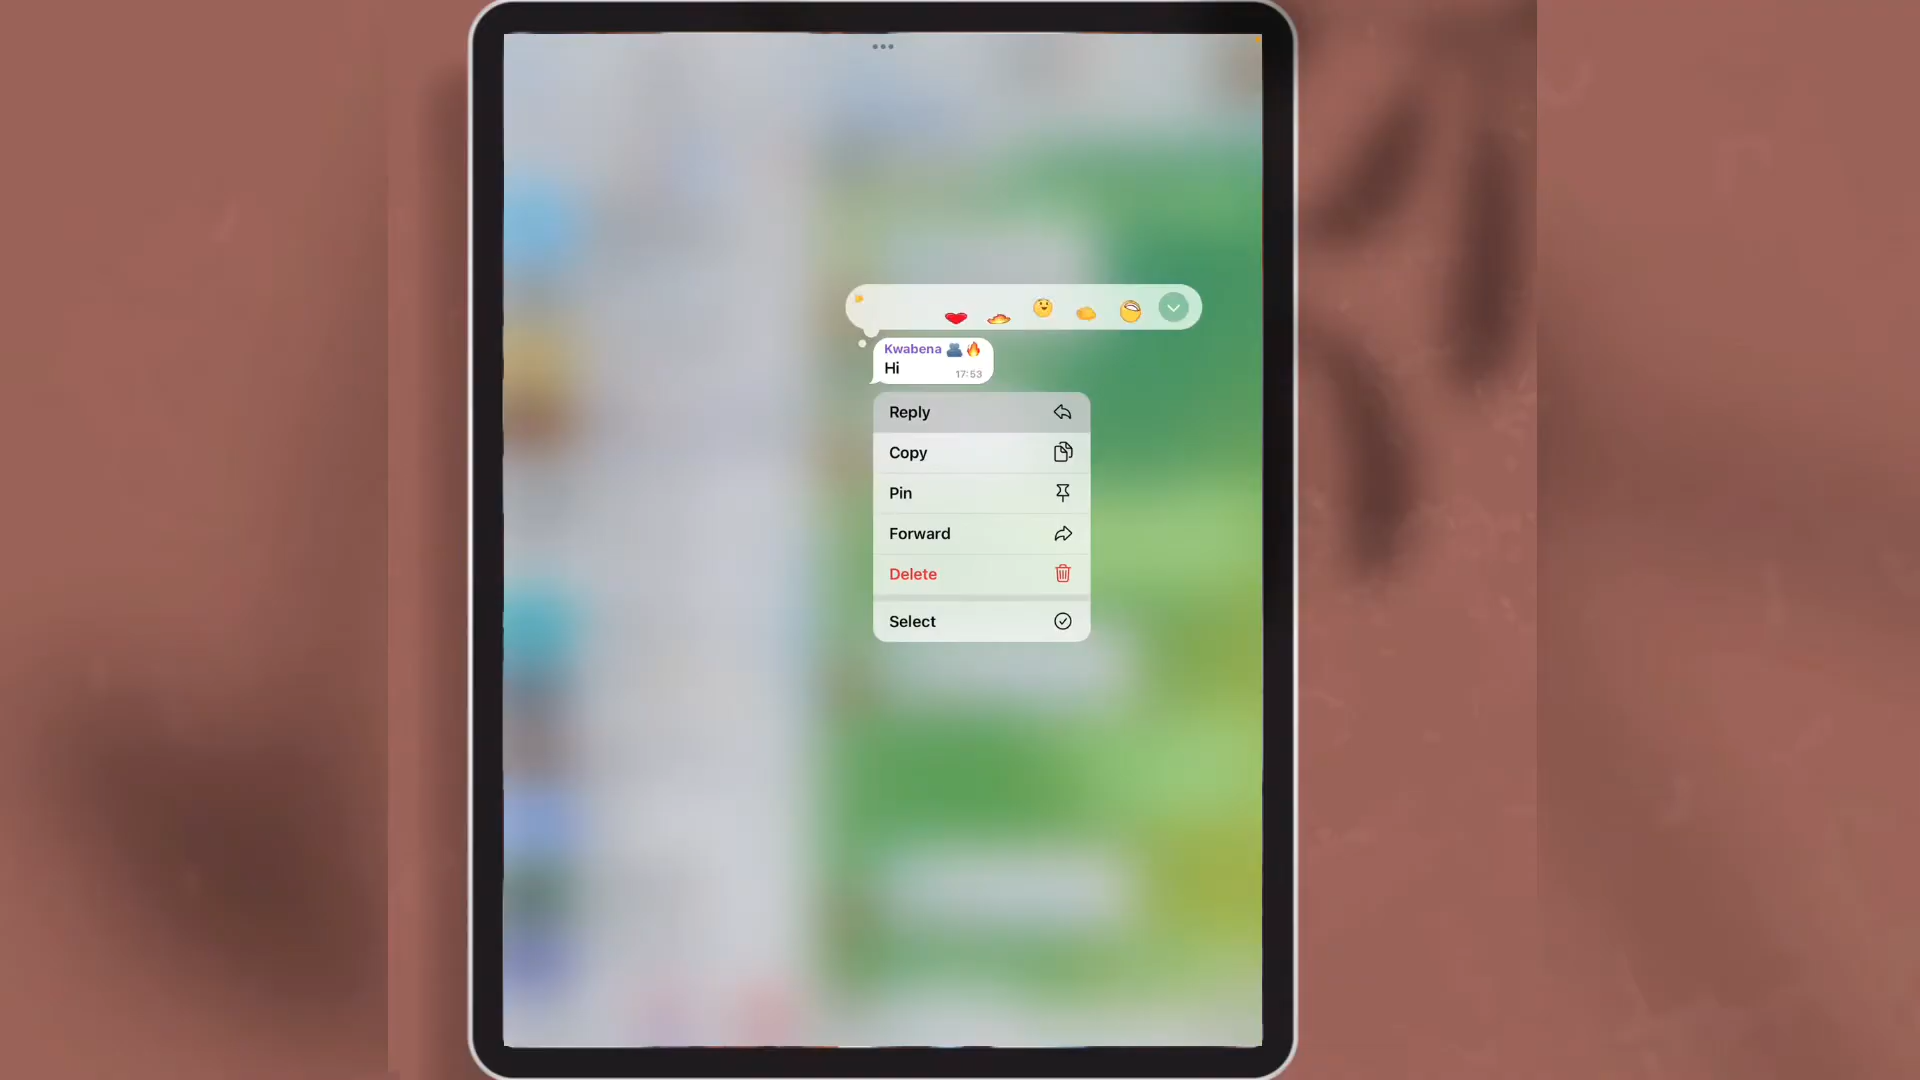 Kwabena 👥🔥
Hi
17:53
Reply
Copy
Pin
Forward
Delete
Select